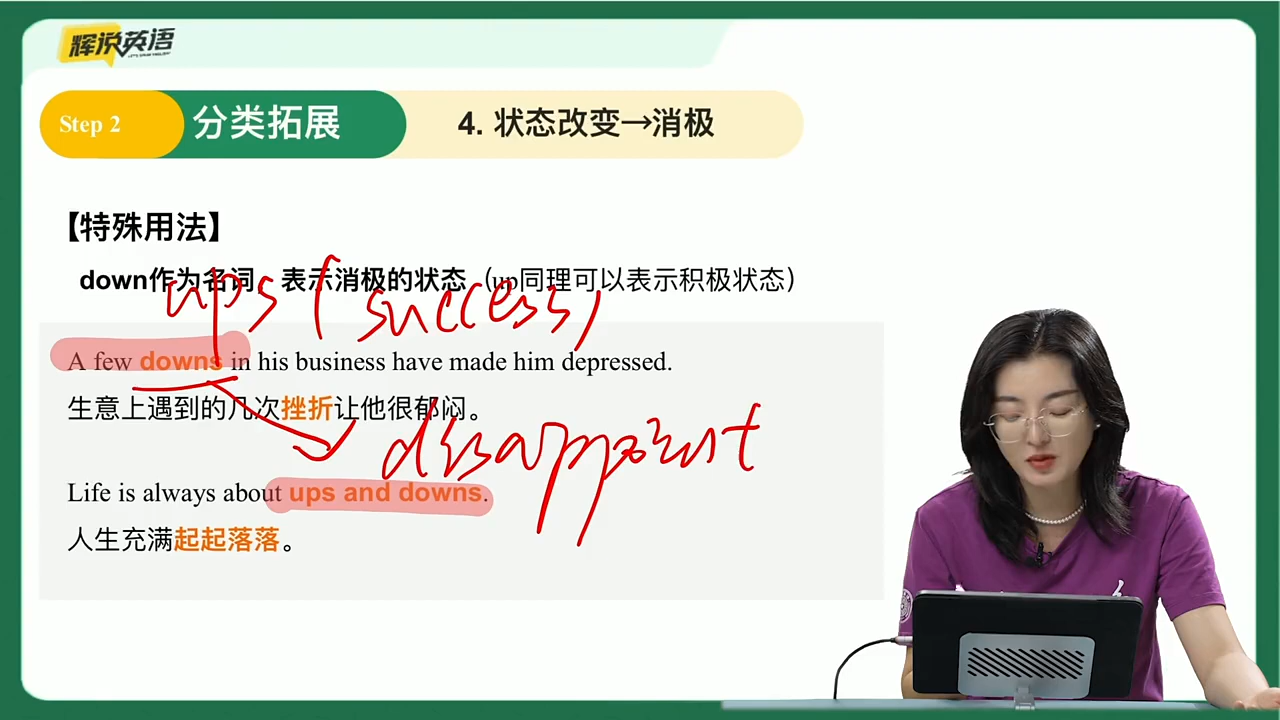 辉说英语
Step 2 分类拓展 4. 状态改变→消极
【特殊用法】
down作为名词，表示消极的状态（up同理可以表示积极状态）
ups (success)
A few downs in his business have made him depressed.
生意上遇到的几次挫折让他很郁闷。
disappoint
Life is always about ups and downs.
人生充满起起落落。